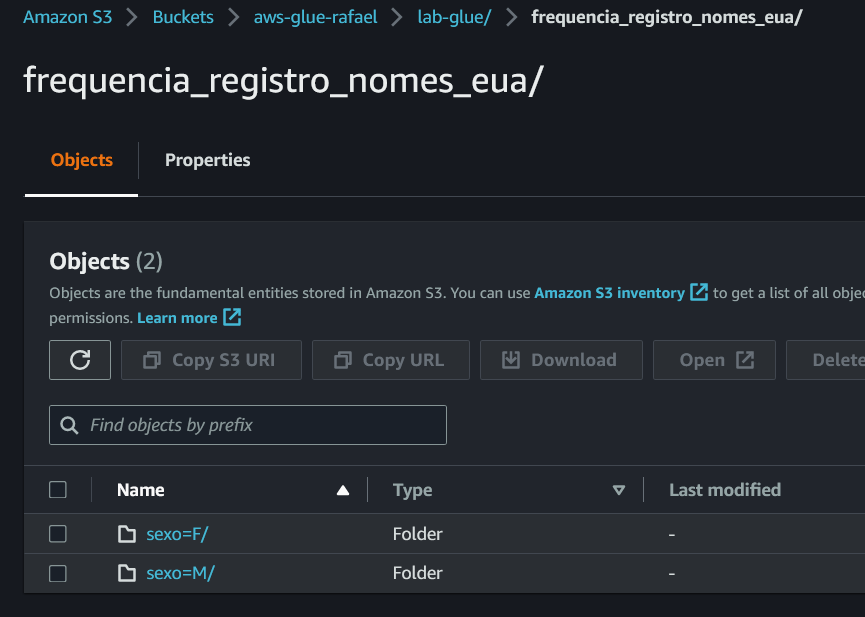 Amazon S3 > Buckets > aws-glue-rafael > lab-glue/ > frequencia_registro_nomes_eua/
frequencia_registro_nomes_eua/
Objects Properties
Objects (2)
Objects are the fundamental entities stored in Amazon S3. You can use Amazon S3 inventory to get a list of all obje
permissions. Learn more
Copy S3 URI Copy URL Download Open Delete
Find objects by prefix
Name Type Last modified
sexo=F/ Folder -
sexo=M/ Folder -